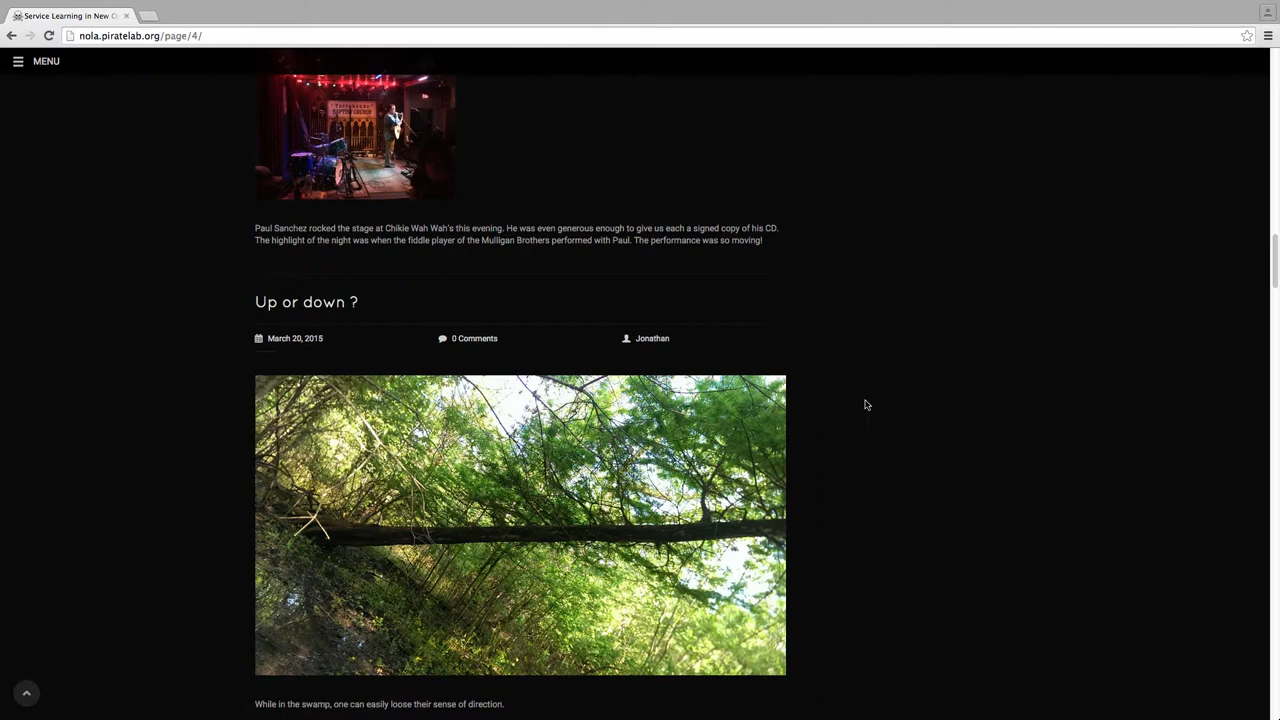 Service Learning in New O
nola.piratelab.org/page/4/
MENU
BAPTIST CHURCH
Paul Sanchez rocked the stage at Chikie Wah Wah's this evening. He was even generous enough to give us each a signed copy of his CD.
The highlight of the night was when the fiddle player of the Mulligan Brothers performed with Paul. The performance was so moving!
Up or down ?
March 20, 2015
0 Comments
Jonathan
While in the swamp, one can easily loose their sense of direction.